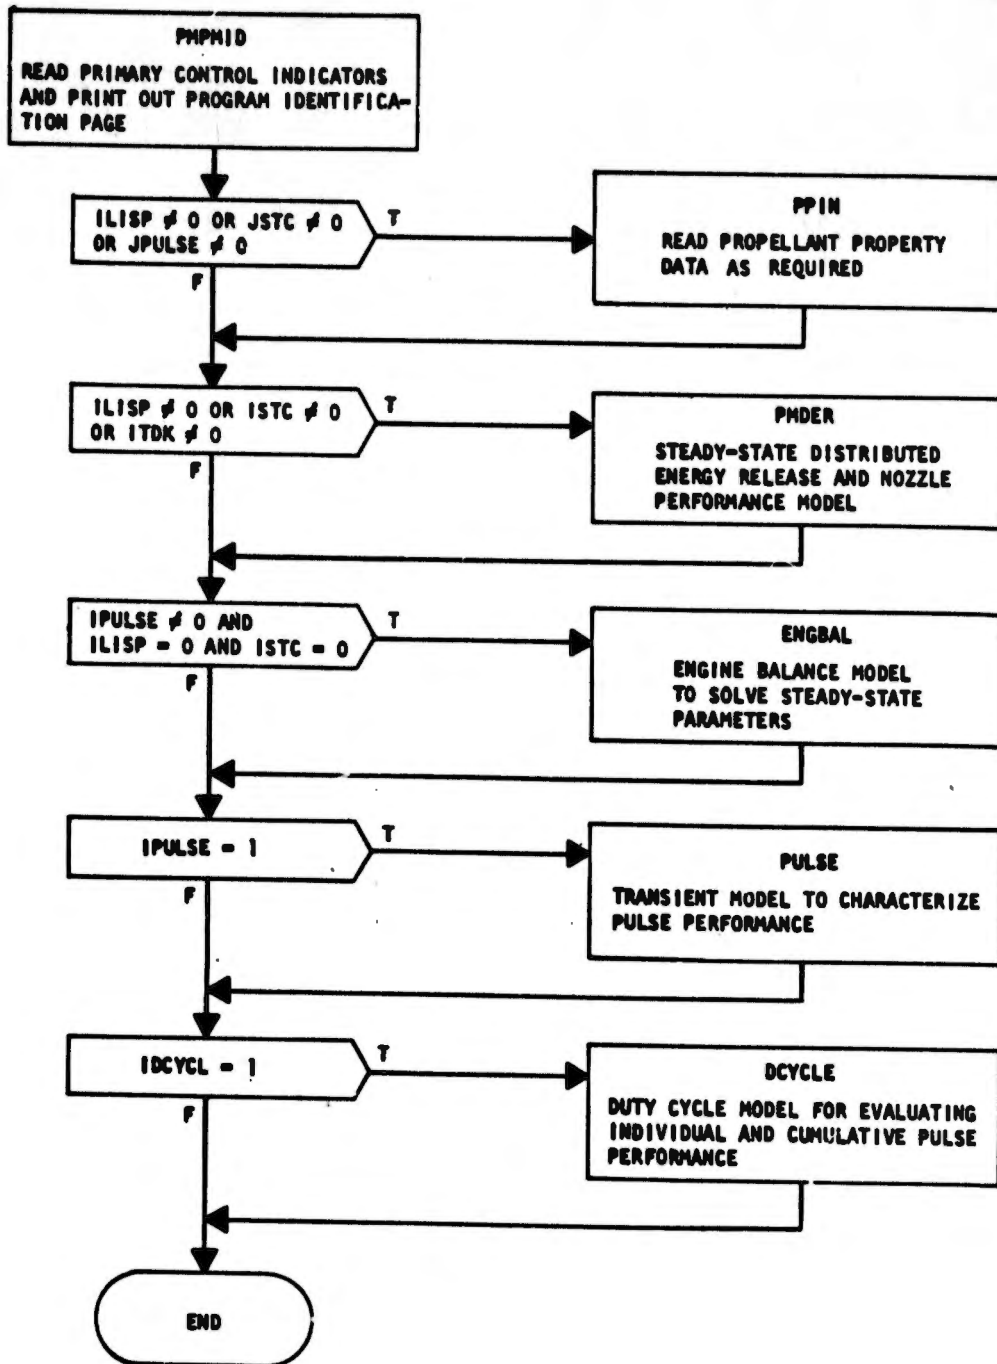 PMPMID
READ PRIMARY CONTROL INDICATORS
AND PRINT OUT PROGRAM IDENTIFICA-
TION PAGE
ILISP ≠ 0 OR JSTC ≠ 0
OR JPULSE ≠ 0
T
F
PPIN
READ PROPELLANT PROPERTY
DATA AS REQUIRED
ILISP ≠ 0 OR ISTC ≠ 0
OR ITDK ≠ 0
T
F
PMDER
STEADY-STATE DISTRIBUTED
ENERGY RELEASE AND NOZZLE
PERFORMANCE MODEL
IPULSE ≠ 0 AND
ILISP = 0 AND ISTC = 0
T
F
ENGBAL
ENGINE BALANCE MODEL
TO SOLVE STEADY-STATE
PARAMETERS
IPULSE = 1
T
F
PULSE
TRANSIENT MODEL TO CHARACTERIZE
PULSE PERFORMANCE
IDCYCL = 1
T
F
DCYCLE
DUTY CYCLE MODEL FOR EVALUATING
INDIVIDUAL AND CUMULATIVE PULSE
PERFORMANCE
END